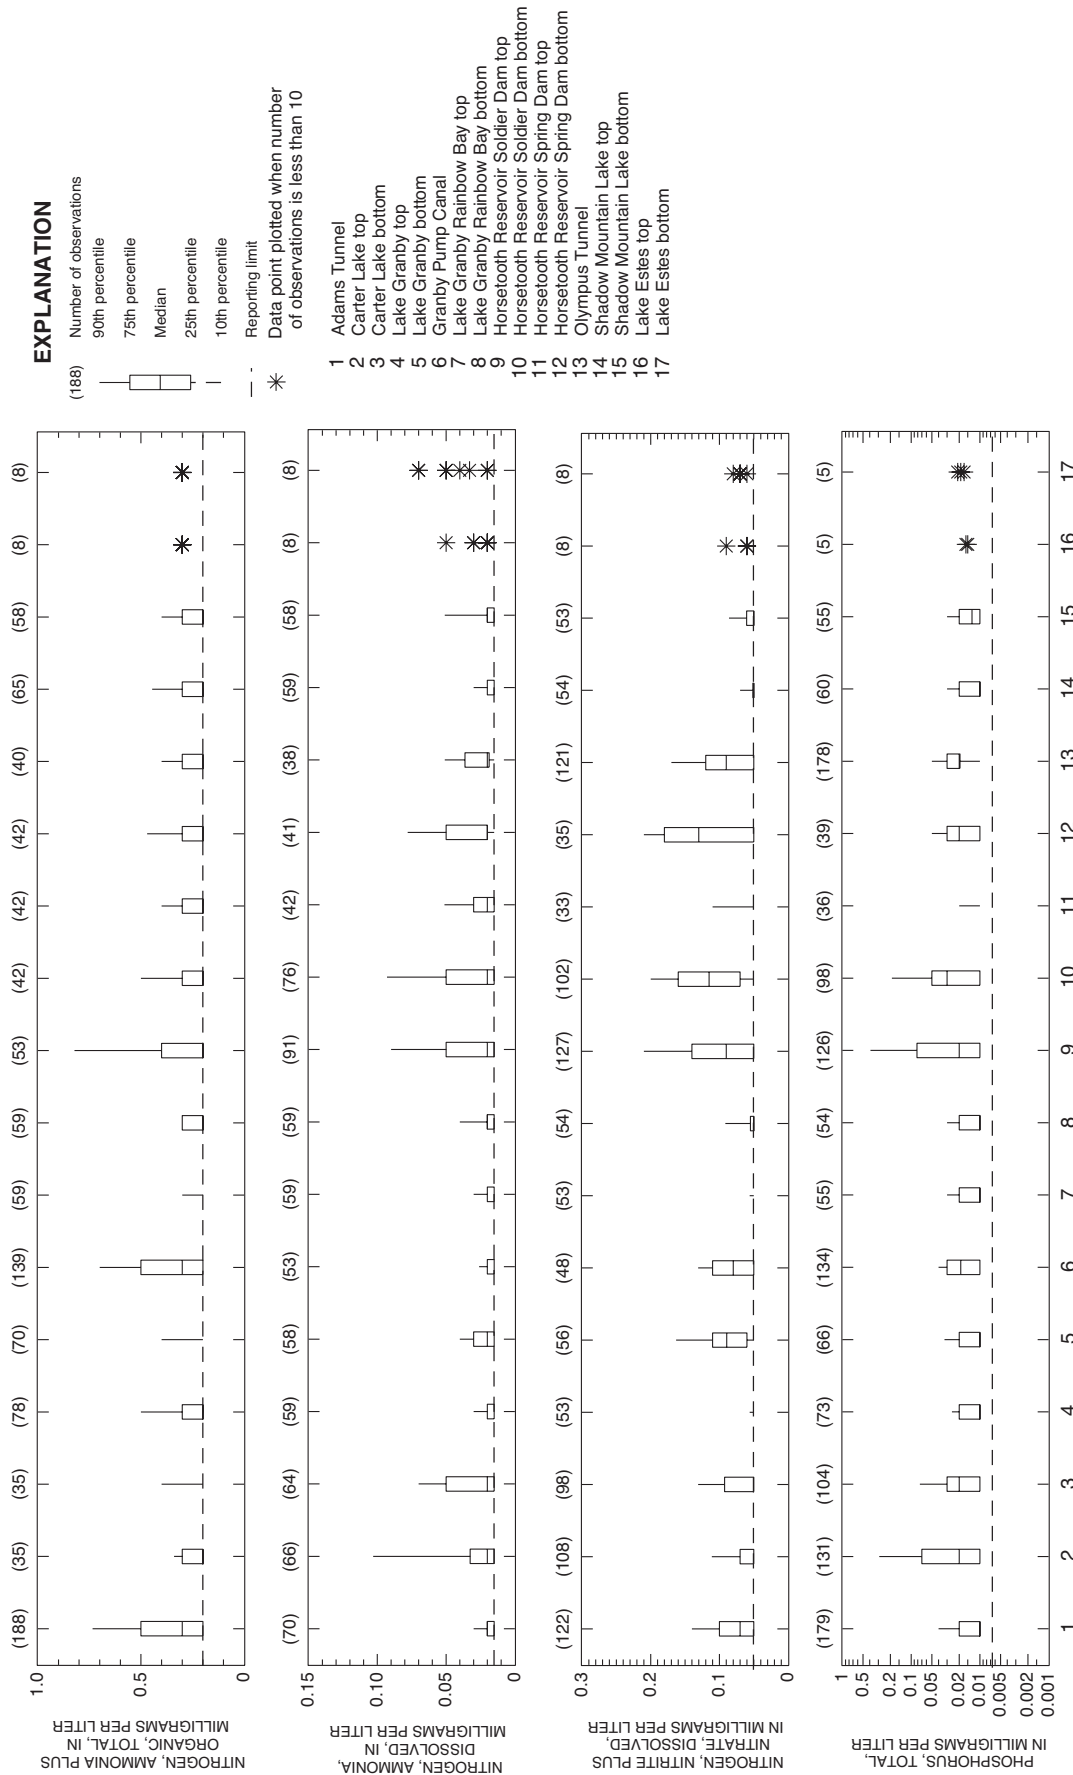 NITROGEN, AMMONIA PLUS
ORGANIC, TOTAL, IN
MILLIGRAMS PER LITER
1.0
0.5
0
(188)
(35)
(35)
(78)
(70)
(139)
(59)
(59)
(53)
(42)
(42)
(42)
(40)
(65)
(58)
(8)
(8)
NITROGEN, AMMONIA,
DISSOLVED, IN
MILLIGRAMS PER LITER
0.15
0.10
0.05
0
(70)
(66)
(64)
(59)
(58)
(53)
(59)
(59)
(91)
(76)
(42)
(41)
(38)
(59)
(58)
(8)
(8)
NITROGEN, NITRITE PLUS
NITRATE, DISSOLVED,
IN MILLIGRAMS PER LITER
0.3
0.2
0.1
0
(122)
(108)
(98)
(53)
(56)
(48)
(53)
(54)
(127)
(102)
(33)
(35)
(121)
(54)
(53)
(8)
(8)
PHOSPHORUS, TOTAL,
IN MILLIGRAMS PER LITER
1
0.5
0.2
0.1
0.05
0.02
0.01
0.005
0.002
0.001
(179)
(131)
(104)
(73)
(66)
(134)
(55)
(54)
(126)
(98)
(36)
(39)
(178)
(60)
(55)
(5)
(5)
1 2 3 4 5 6 7 8 9 10 11 12 13 14 15 16 17
EXPLANATION
(188) Number of observations
90th percentile
75th percentile
Median
25th percentile
10th percentile
Reporting limit
Data point plotted when number
of observations is less than 10
1 Adams Tunnel
2 Carter Lake top
3 Carter Lake bottom
4 Lake Granby top
5 Lake Granby bottom
6 Granby Pump Canal
7 Lake Granby Rainbow Bay top
8 Lake Granby Rainbow Bay bottom
9 Horsetooth Reservoir Soldier Dam top
10 Horsetooth Reservoir Soldier Dam bottom
11 Horsetooth Reservoir Spring Dam top
12 Horsetooth Reservoir Spring Dam bottom
13 Olympus Tunnel
14 Shadow Mountain Lake top
15 Shadow Mountain Lake bottom
16 Lake Estes top
17 Lake Estes bottom